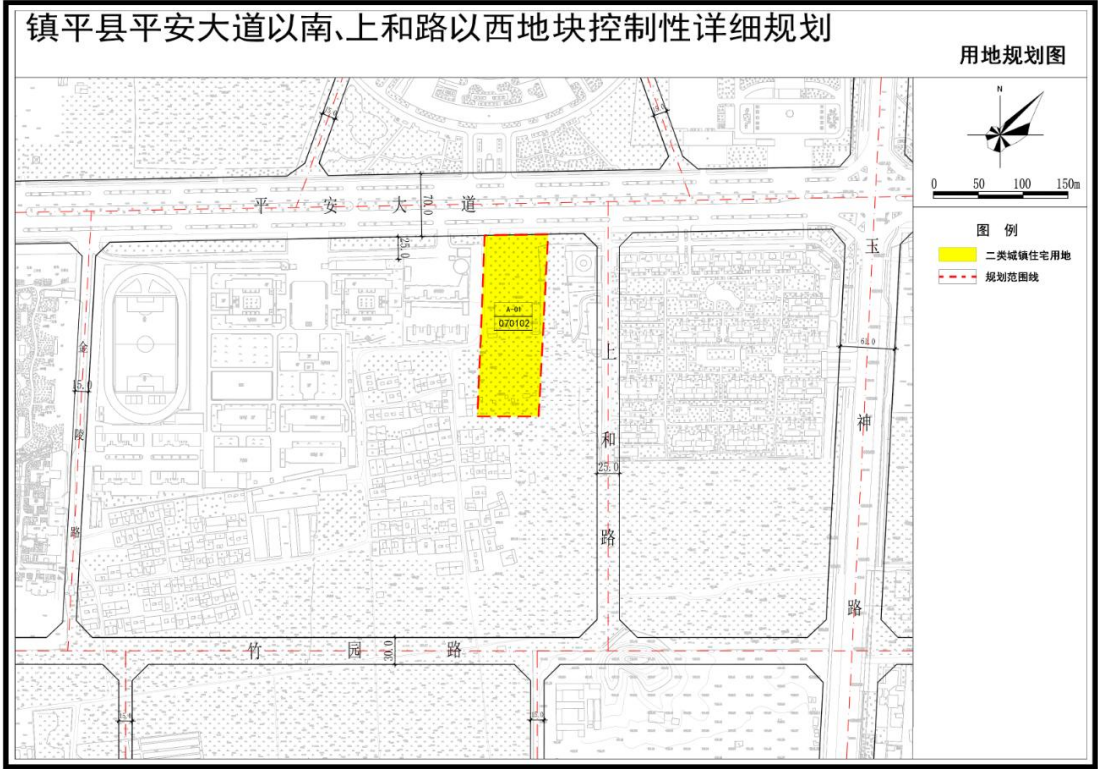 镇平县平安大道以南、上和路以西地块控制性详细规划
用地规划图
N
0 50 100 150m
图 例
二类城镇住宅用地
规划范围线
平 安 大 道
70.0
25.0
A-01
070102
玉 神 路
61.0
上 和 路
25.0
金 陵 路
15.0
竹 园 路
30.0